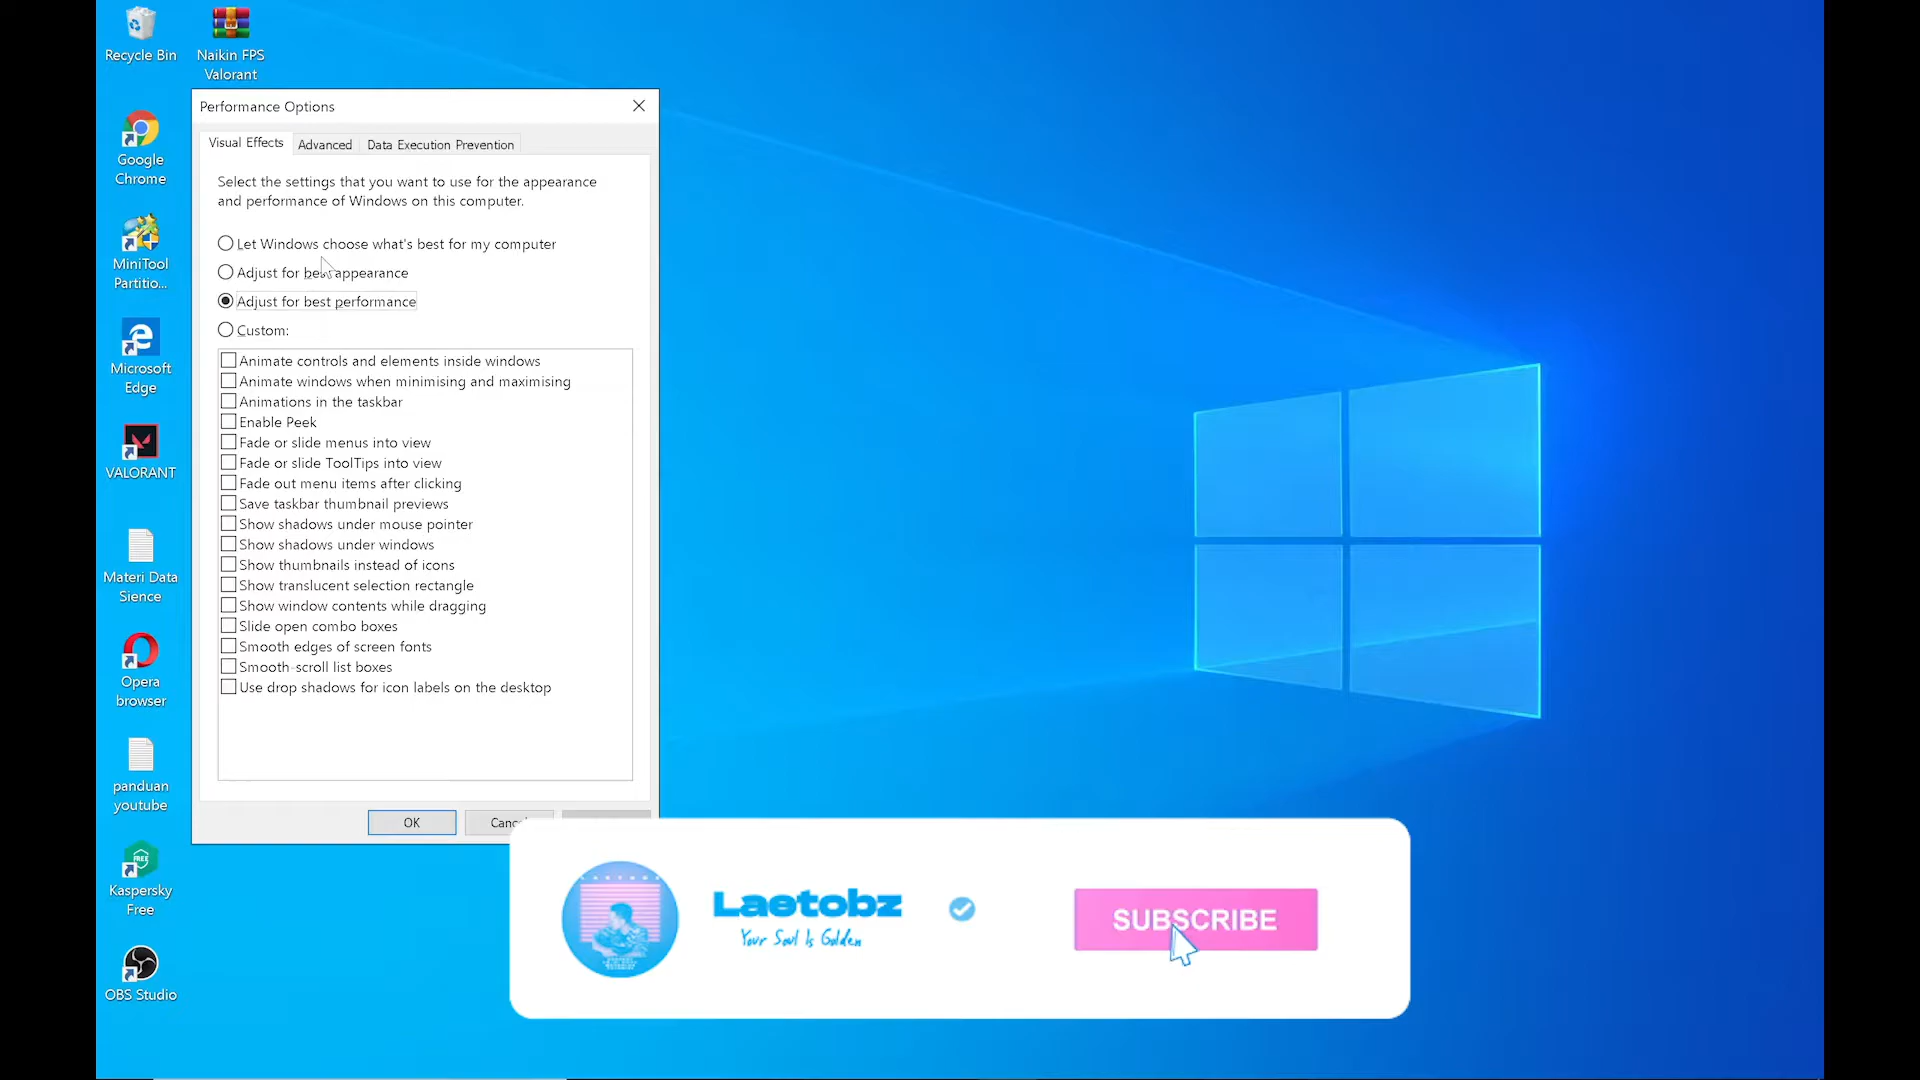 Recycle Bin
Naikin FPS
Valorant
Google
Chrome
MiniTool
Partitio...
Microsoft
Edge
VALORANT
Materi Data
Sience
Opera
browser
panduan
youtube
Kaspersky
Free
OBS Studio
Performance Options
Visual Effects
Advanced
Data Execution Prevention
Select the settings that you want to use for the appearance
and performance of Windows on this computer.
Let Windows choose what's best for my computer
Adjust for best appearance
Adjust for best performance
Custom:
Animate controls and elements inside windows
Animate windows when minimising and maximising
Animations in the taskbar
Enable Peek
Fade or slide menus into view
Fade or slide ToolTips into view
Fade out menu items after clicking
Save taskbar thumbnail previews
Show shadows under mouse pointer
Show shadows under windows
Show thumbnails instead of icons
Show translucent selection rectangle
Show window contents while dragging
Slide open combo boxes
Smooth edges of screen fonts
Smooth-scroll list boxes
Use drop shadows for icon labels on the desktop
OK
Cancel
Laetobz
Your Soul Is Golden
SUBSCRIBE